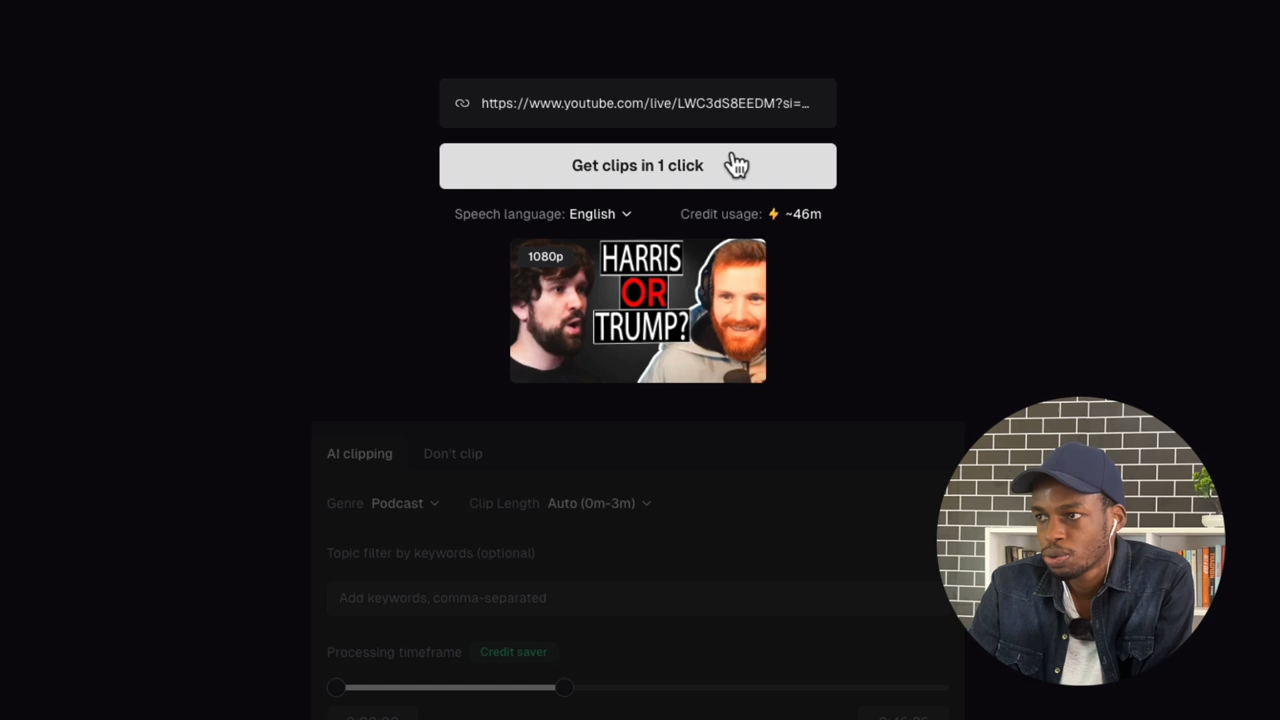 https://www.youtube.com/live/LWC3dS8EEDM?si=…
Get clips in 1 click
Speech language: English
Credit usage: ~46m
1080p
HARRIS
OR
TRUMP?
AI clipping
Don't clip
Genre Podcast
Clip Length Auto (0m-3m)
Topic filter by keywords (optional)
Add keywords, comma-separated
Processing timeframe
Credit saver